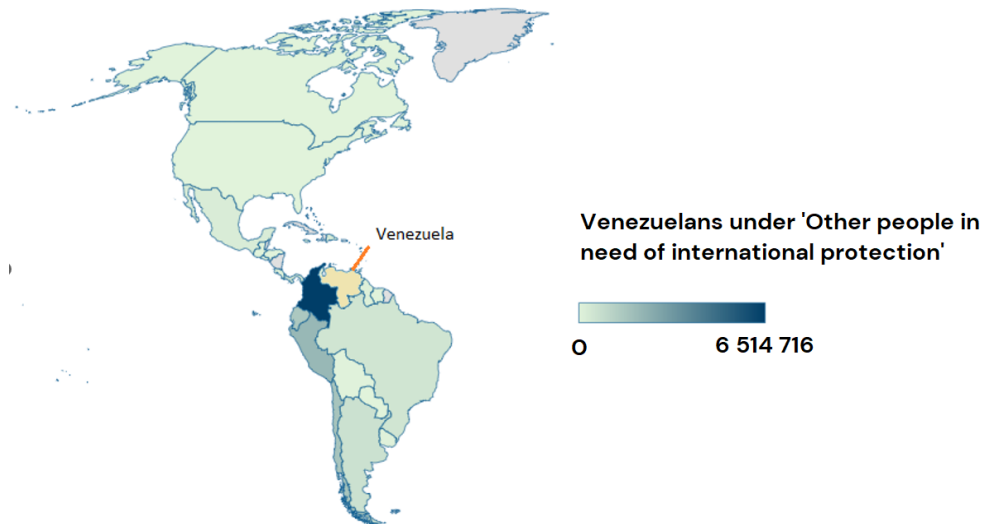 Venezuela
Venezuelans under 'Other people in
need of international protection'
0
6 514 716